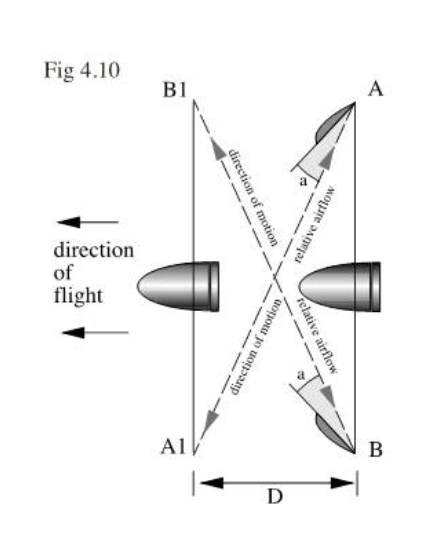 Fig 4.10
B1
A
direction of motion
a
relative airflow
direction
of
flight
direction of motion
relative airflow
a
A1
B
D